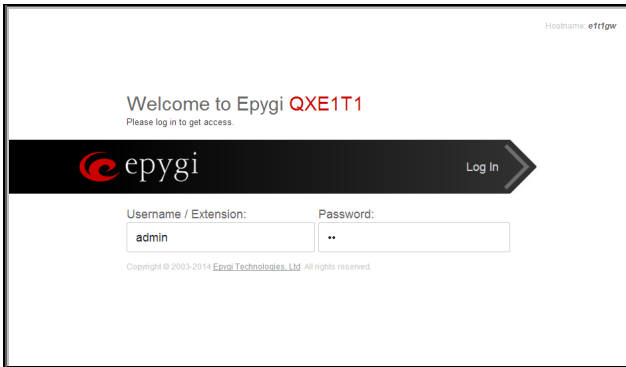 Hostname: e1t1gw
Welcome to Epygi QXE1T1
Please log in to get access.
epygi
Log In
Username / Extension: Password:
admin ••
Copyright © 2003-2014 Epygi Technologies, Ltd. All rights reserved.